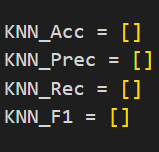 KNN_Acc = []
KNN_Prec = []
KNN_Rec = []
KNN_F1 = []